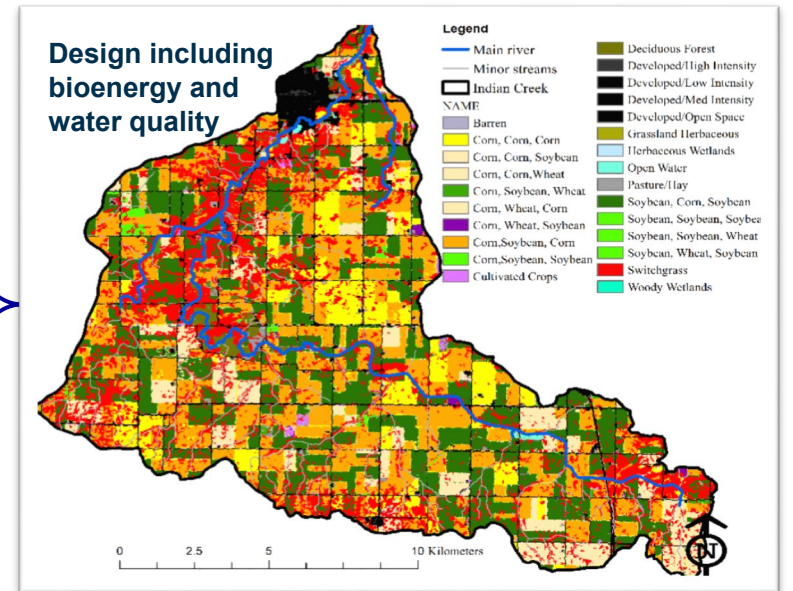 Design including
bioenergy and
water quality
Legend
Main river
Minor streams
Indian Creek
NAME
Barren
Corn, Corn, Corn
Corn, Corn, Soybean
Corn, Corn,Wheat
Corn, Soybean, Wheat
Corn, Wheat, Corn
Corn, Wheat, Soybean
Corn,Soybean, Corn
Corn,Soybean, Soybean
Cultivated Crops
Deciduous Forest
Developed/High Intensity
Developed/Low Intensity
Developed/Med Intensity
Developed/Open Space
Grassland Herbaceous
Herbaceous Wetlands
Open Water
Pasture/Hay
Soybean, Corn, Soybean
Soybean, Soybean, Soybea
Soybean, Soybean, Wheat
Soybean, Wheat, Soybean
Switchgrass
Woody Wetlands
0 2.5 5 10 Kilometers
N